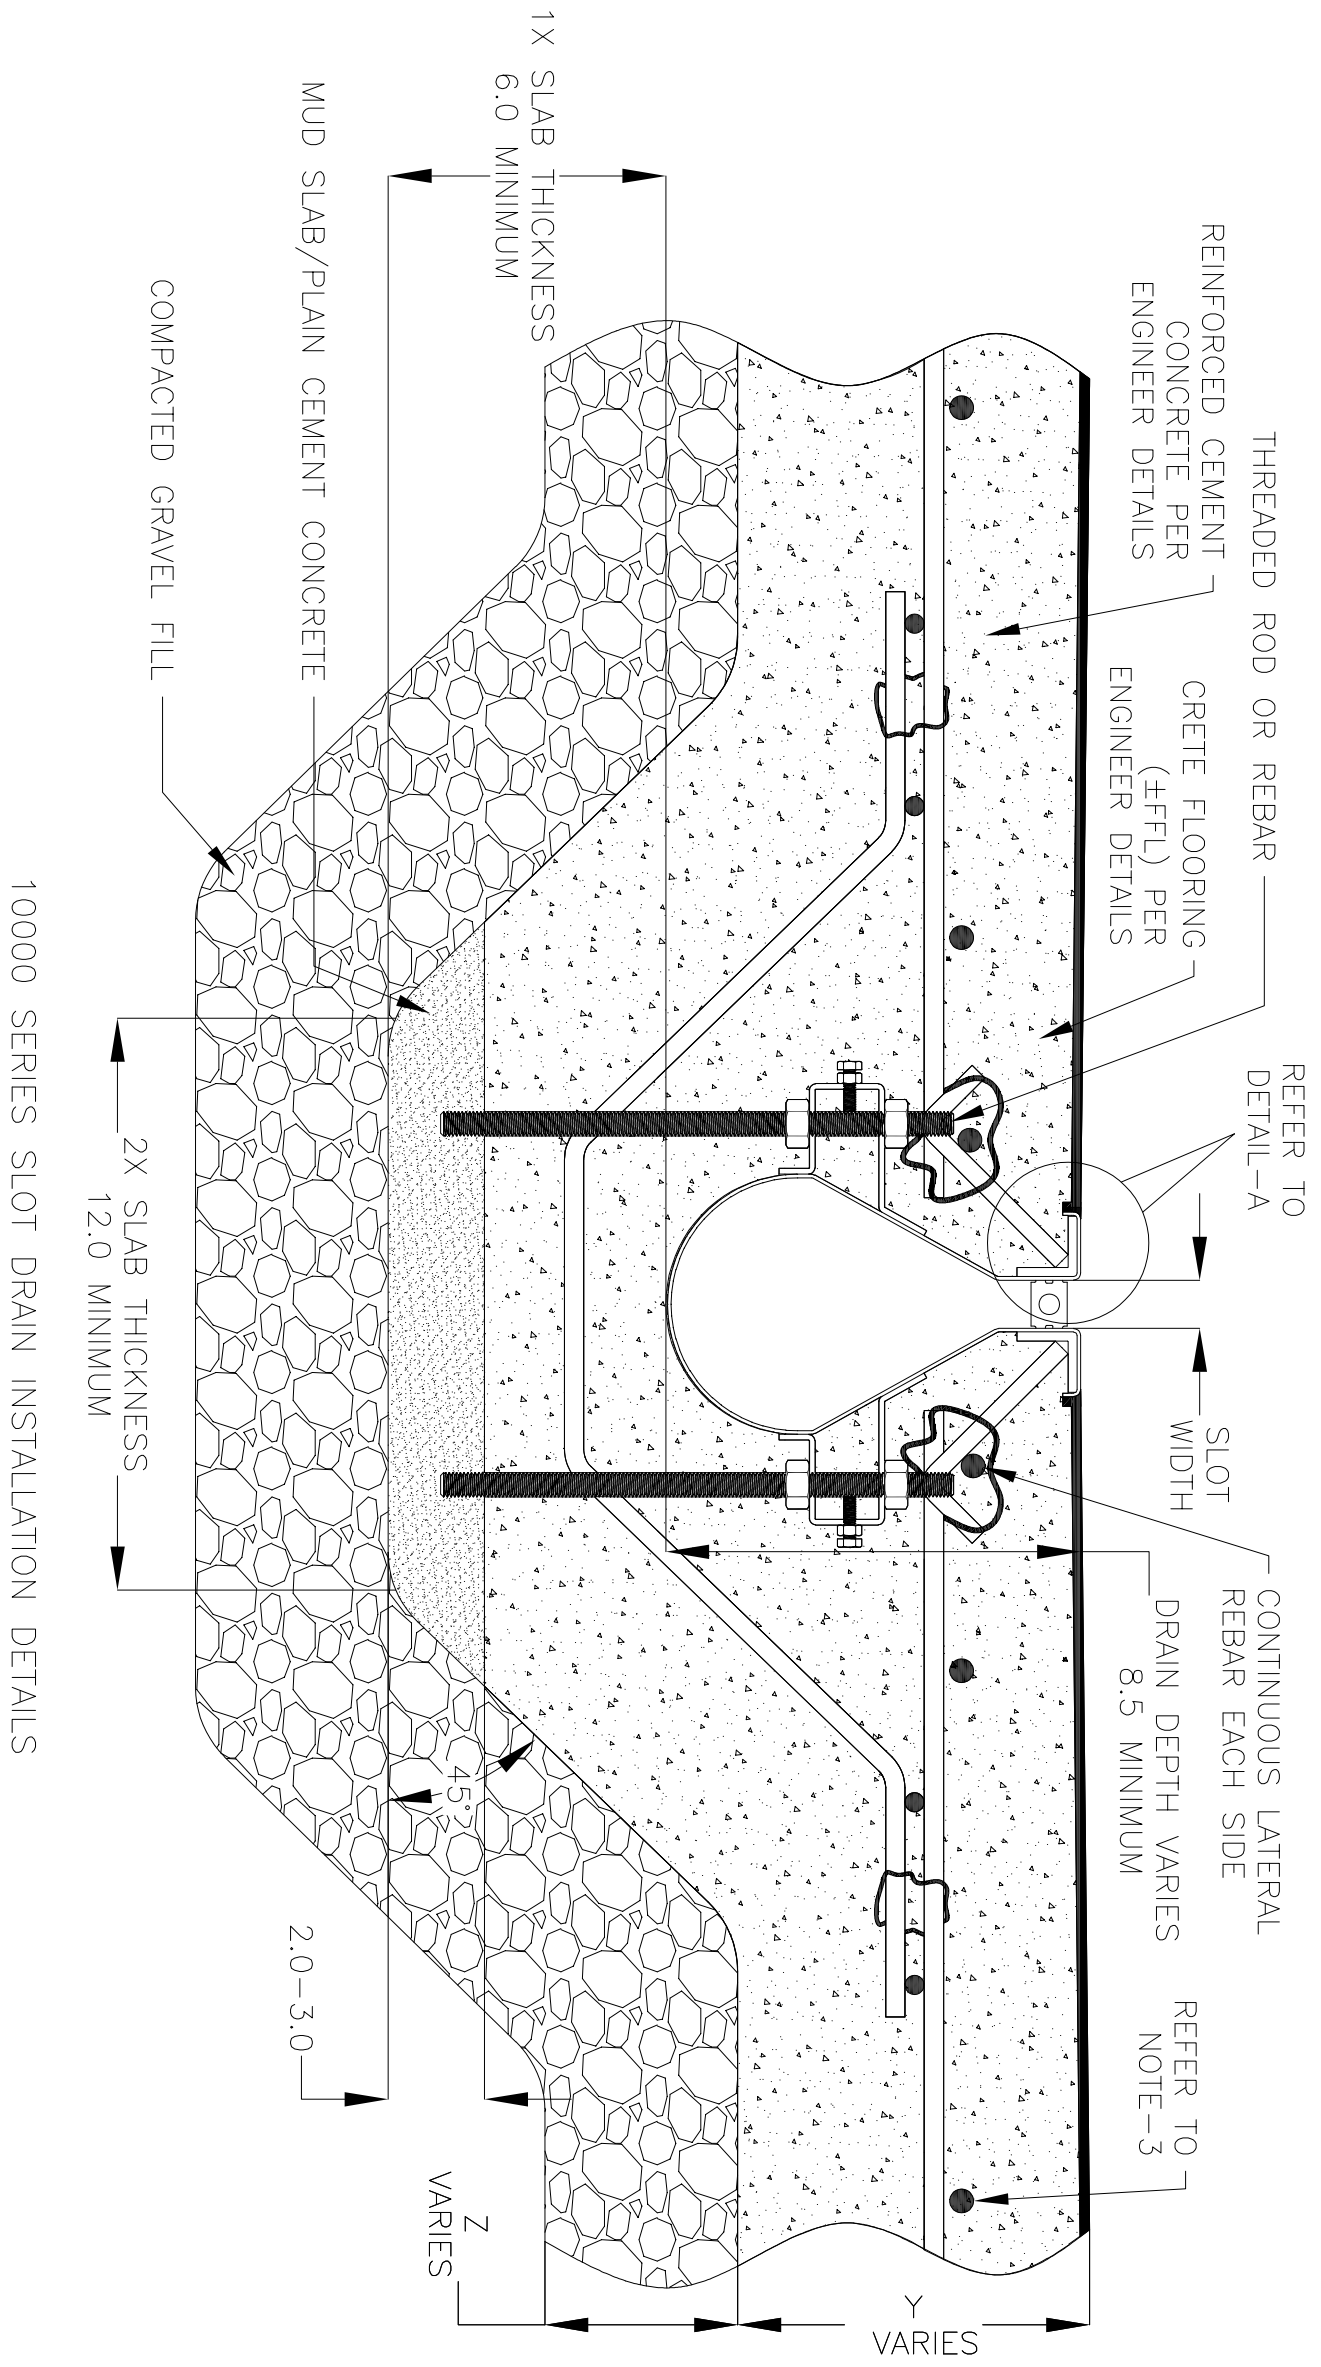 REFER TO
DETAIL-A
THREADED ROD OR REBAR
REINFORCED CEMENT
CONCRETE PER
ENGINEER DETAILS
CRETE FLOORING
(±FFL) PER
ENGINEER DETAILS
SLOT
WIDTH
CONTINUOUS LATERAL
REBAR EACH SIDE
DRAIN DEPTH VARIES
8.5 MINIMUM
REFER TO
NOTE-3
Y
VARIES
1X SLAB THICKNESS
6.0 MINIMUM
Z
VARIES
45°
MUD SLAB/PLAIN CEMENT CONCRETE
2.0-3.0
COMPACTED GRAVEL FILL
2X SLAB THICKNESS
12.0 MINIMUM
10000 SERIES SLOT DRAIN INSTALLATION DETAILS